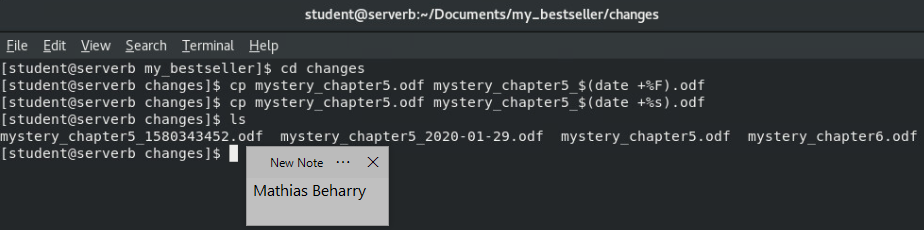 student@serverb:~/Documents/my_bestseller/changes
File Edit View Search Terminal Help
[student@serverb my_bestseller]$ cd changes
[student@serverb changes]$ cp mystery_chapter5.odf mystery_chapter5_$(date +%F).odf
[student@serverb changes]$ cp mystery_chapter5.odf mystery_chapter5_$(date +%s).odf
[student@serverb changes]$ ls
mystery_chapter5_1580343452.odf mystery_chapter5_2020-01-29.odf mystery_chapter5.odf mystery_chapter6.odf
[student@serverb changes]$
New Note ... ×
Mathias Beharry